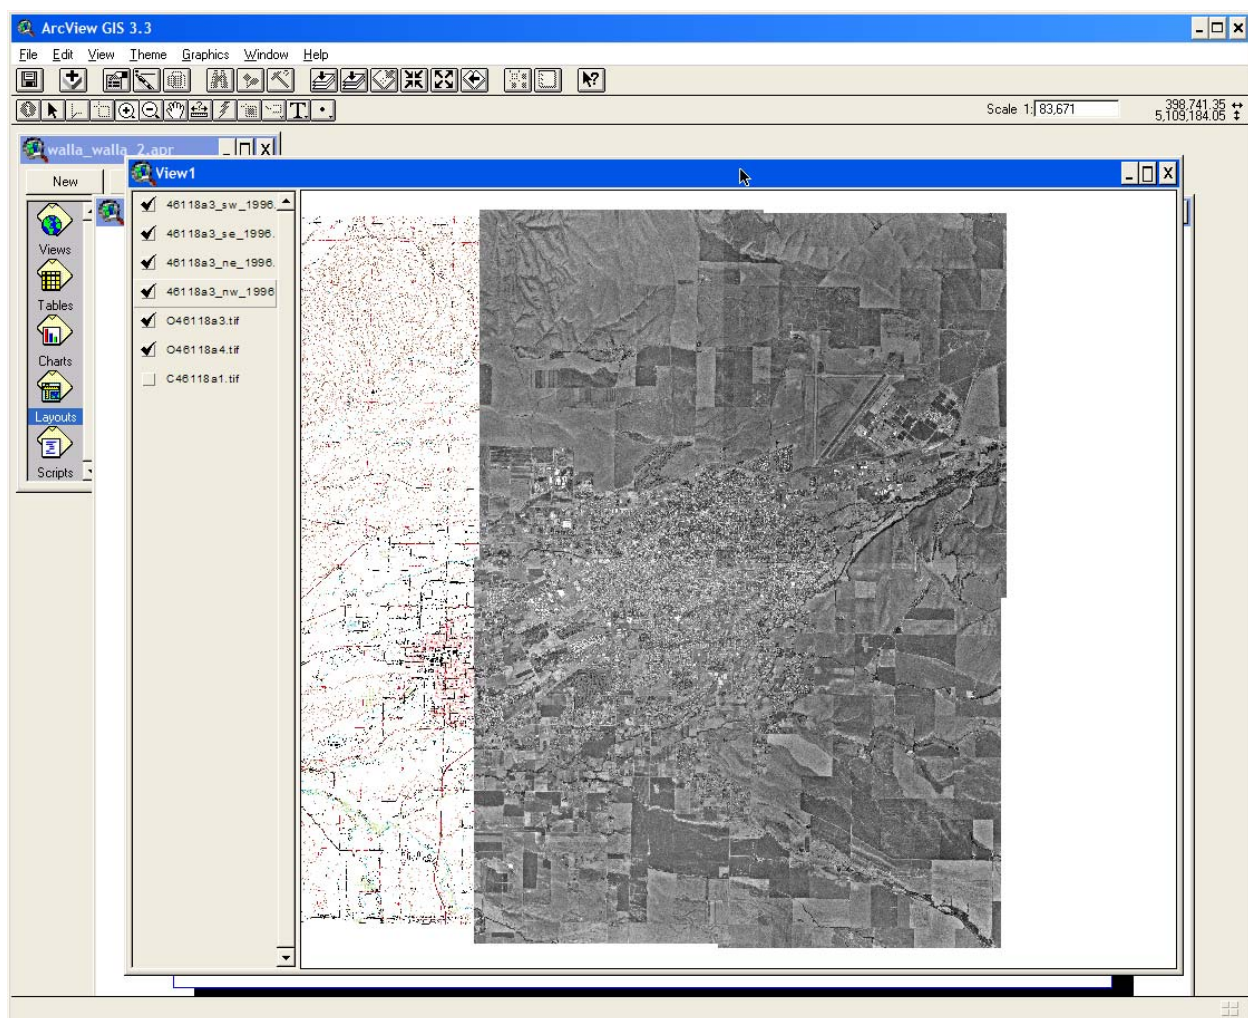 ArcView GIS 3.3
File Edit View Theme Graphics Window Help
Scale 1: 83,671
398,741.35
5,109,184.05
walla_walla_2.apr
New
Views
Tables
Charts
Layouts
Scripts
View1
46118a3_sw_1996.
46118a3_se_1996.
46118a3_ne_1996.
46118a3_nw_1996
O46118a3.tif
O46118a4.tif
C46118a1.tif